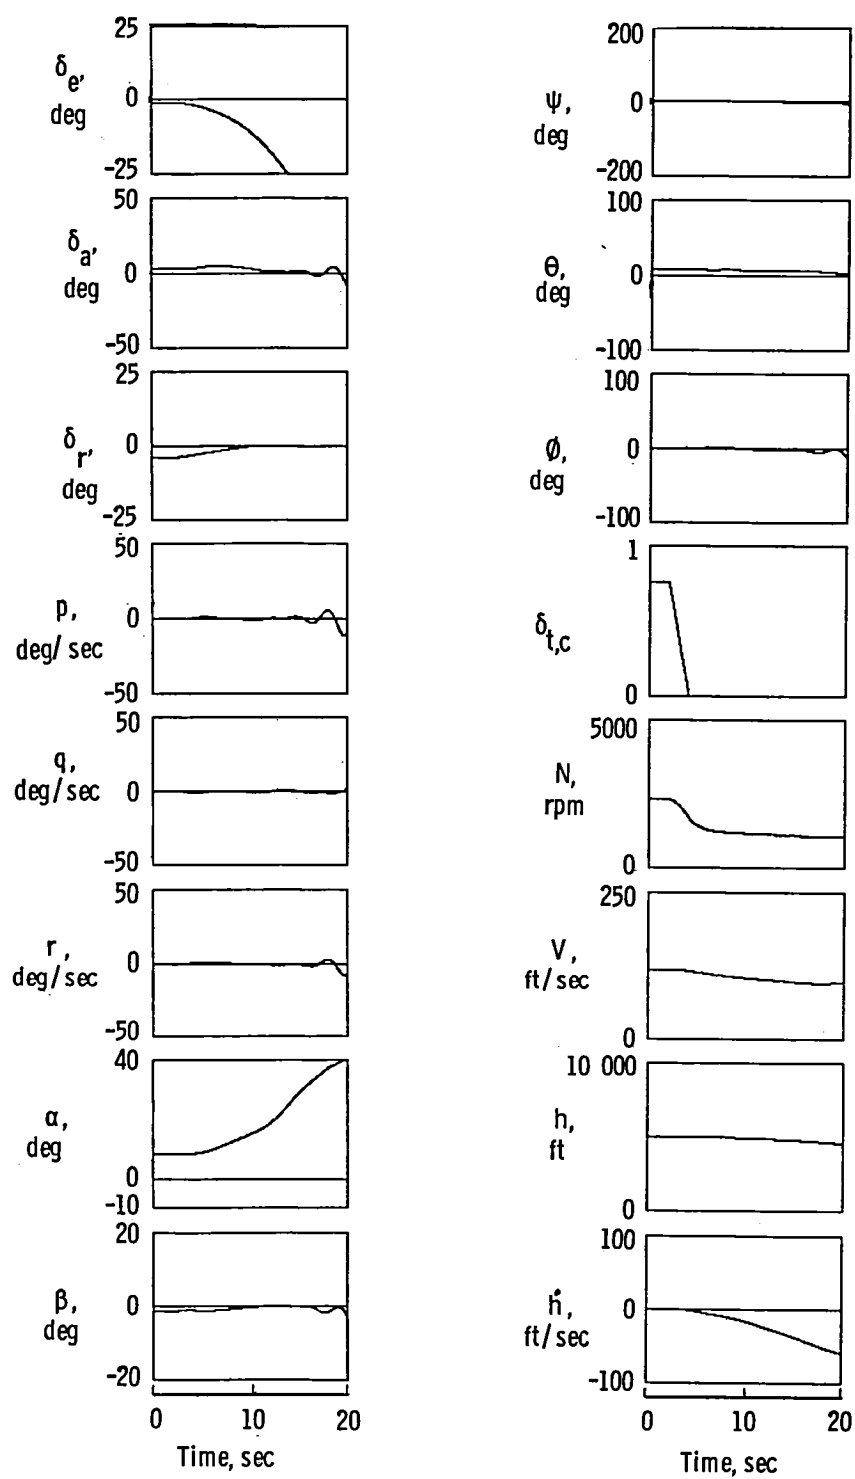 25
δe,
deg
0
-25
50
δa,
deg
0
-50
25
δr,
deg
0
-25
50
p,
deg/sec
0
-50
50
q,
deg/sec
0
-50
50
r,
deg/sec
0
-50
40
α,
deg
0
-10
20
β,
deg
0
-20
0 10 20
Time, sec
200
ψ,
deg
0
-200
100
θ,
deg
0
-100
100
ø,
deg
0
-100
1
δt,c
0
5000
N,
rpm
0
250
V,
ft/sec
0
10 000
h,
ft
0
100
ḣ,
ft/sec
0
-100
0 10 20
Time, sec